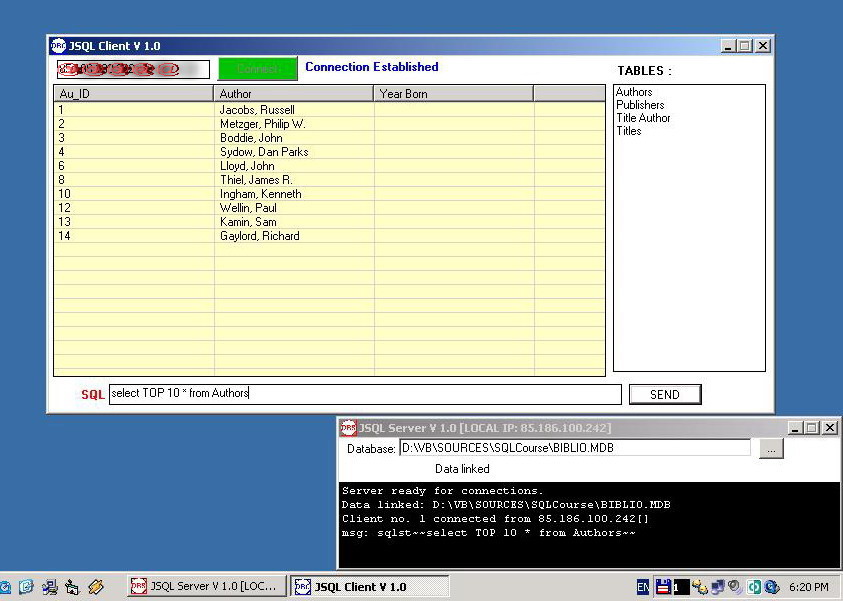 JSQL Client V 1.0
Connect
Connection Established
TABLES :
Au_ID Author Year Born
1 Jacobs, Russell
2 Metzger, Philip W.
3 Boddie, John
4 Sydow, Dan Parks
6 Lloyd, John
8 Thiel, James R.
10 Ingham, Kenneth
12 Wellin, Paul
13 Kamin, Sam
14 Gaylord, Richard
Authors
Publishers
Title Author
Titles
SQL select TOP 10 * from Authors SEND
JSQL Server V 1.0 [LOCAL IP: 85.186.100.242]
Database: D:\VB\SOURCES\SQLCourse\BIBLIO.MDB ...
Data linked
Server ready for connections.
Data linked: D:\VB\SOURCES\SQLCourse\BIBLIO.MDB
Client no. 1 connected from 85.186.100.242[]
msg: sqlst~~select TOP 10 * from Authors~~
JSQL Server V 1.0 [LOC... JSQL Client V 1.0 EN 1 6:20 PM